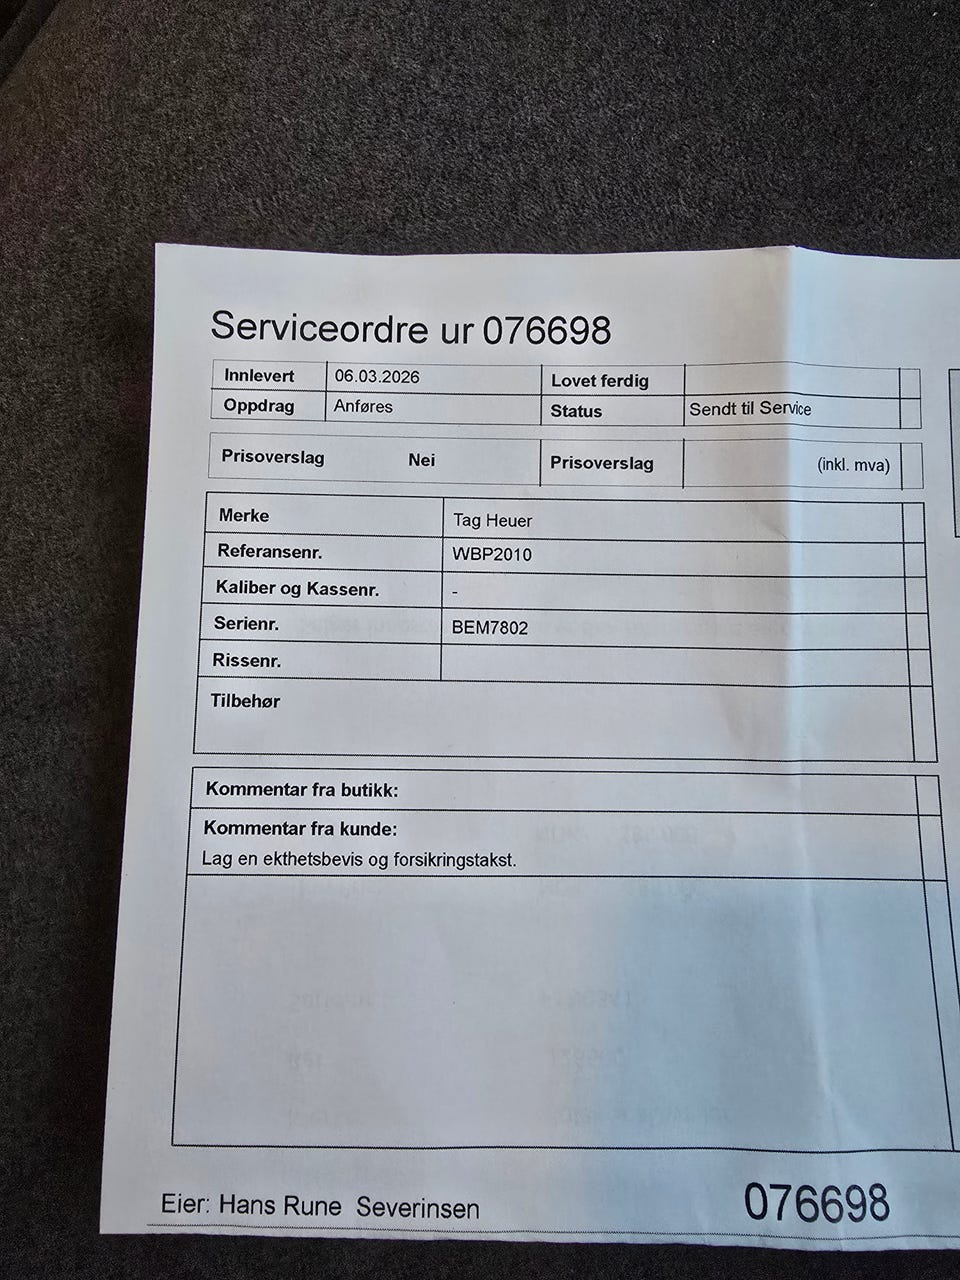 Serviceordre ur 076698
Innlevert 06.03.2026 Lovet ferdig
Oppdrag Anføres Status Sendt til Service
Prisoverslag Nei Prisoverslag (inkl. mva)
Merke Tag Heuer
Referansenr. WBP2010
Kaliber og Kassenr. -
Serienr. BEM7802
Rissenr.
Tilbehør
Kommentar fra butikk:
Kommentar fra kunde:
Lag en ekthetsbevis og forsikringstakst.
Eier: Hans Rune Severinsen 076698